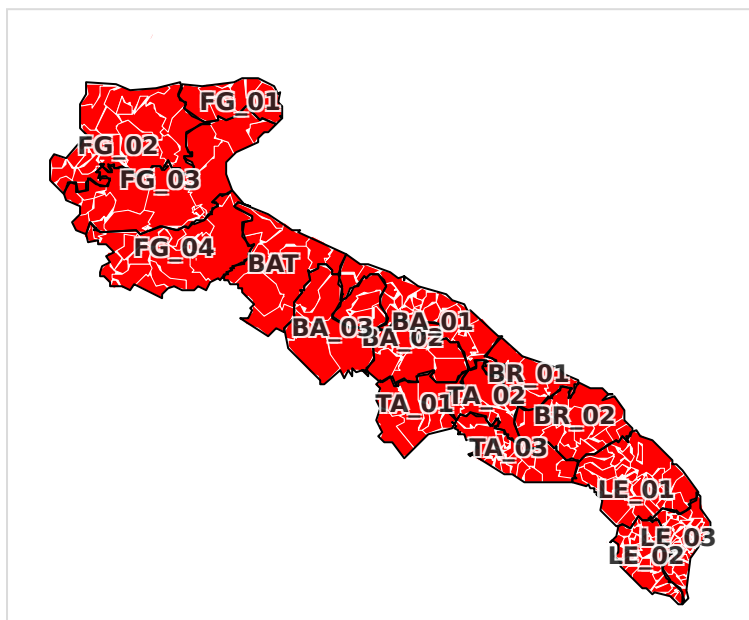 FG_01
FG_02
FG_03
FG_04
BAT
BA_01
BA_03
BA_02
BR_01
TA_02
TA_01
BR_02
TA_03
LE_01
LE_03
LE_02